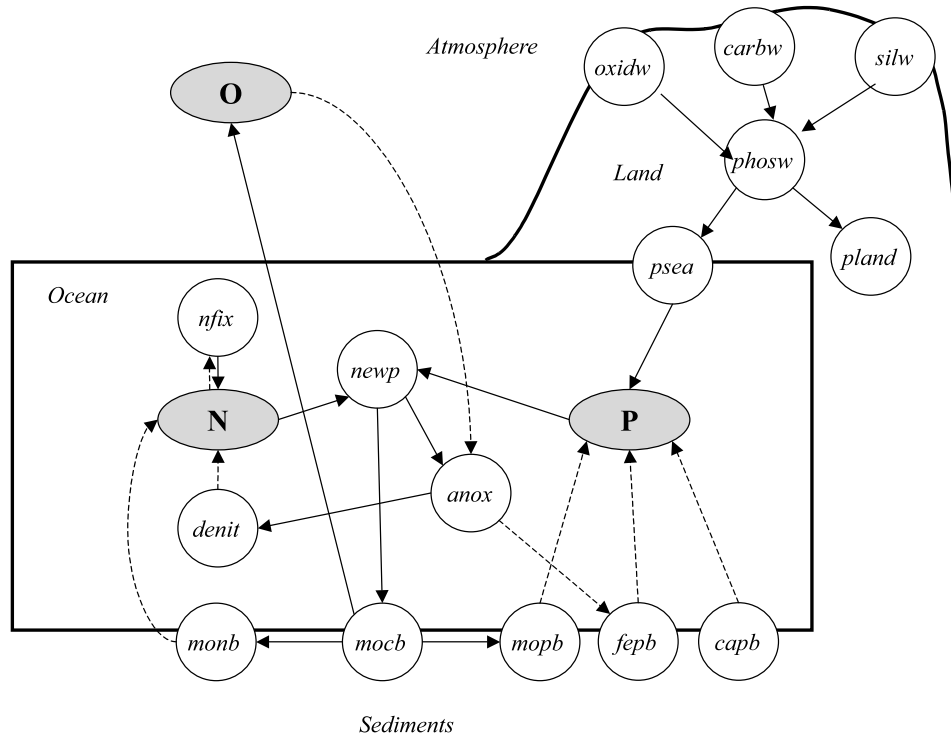 Atmosphere
oxidw
carbw
silw
O
phosw
Land
psea
pland
Ocean
nfix
newp
N
P
anox
denit
monb
mocb
mopb
fepb
capb
Sediments